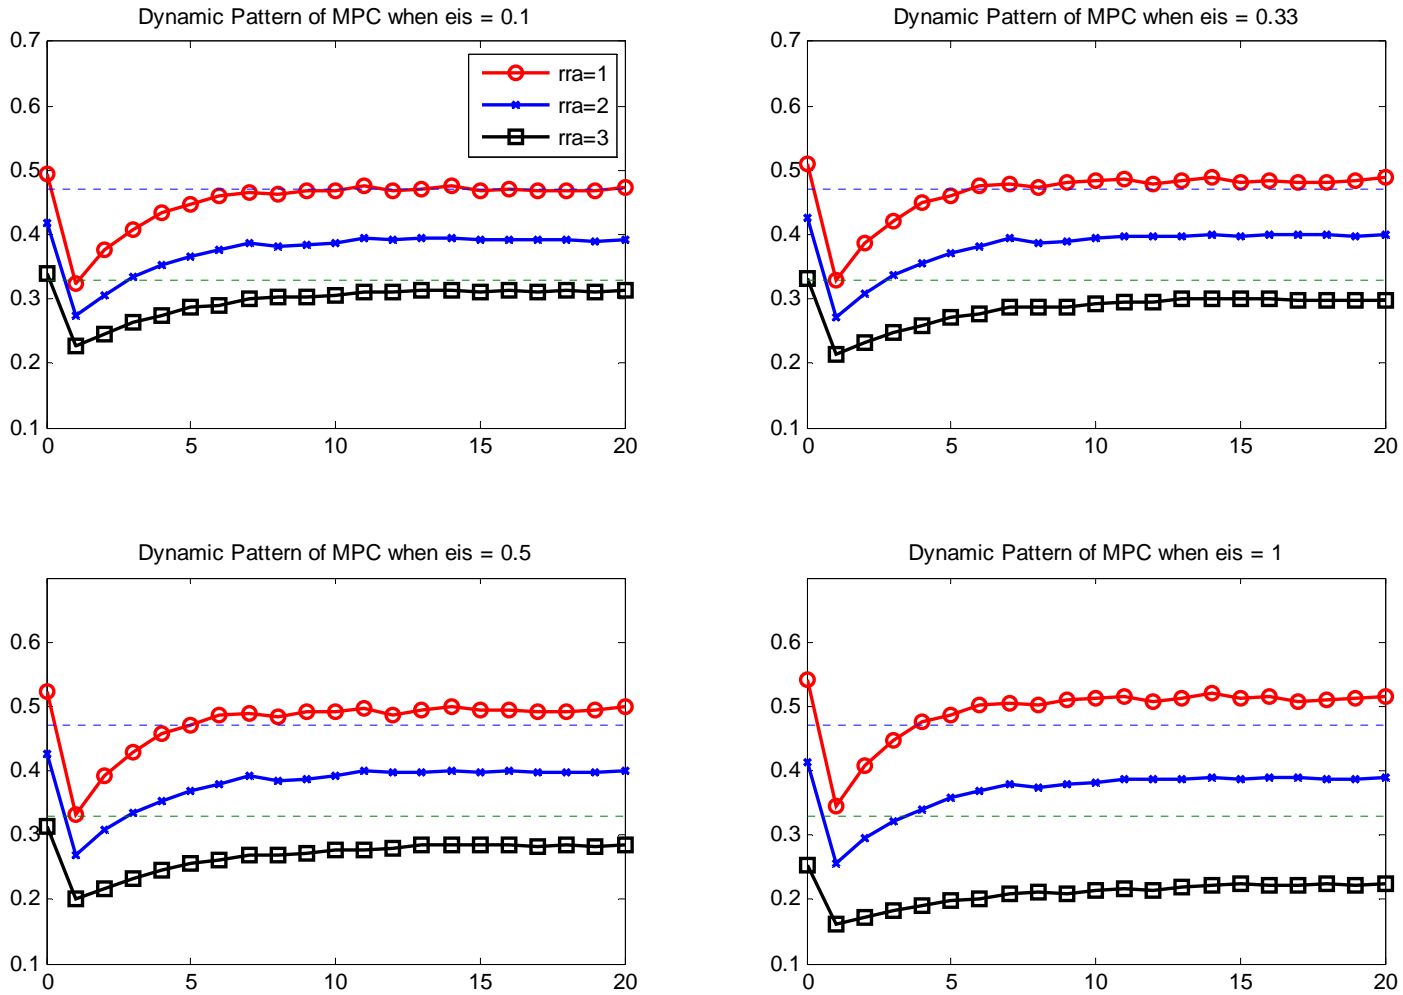 Dynamic Pattern of MPC when eis = 0.1
0.7
0.6
0.5
0.4
0.3
0.2
0.1
0 5 10 15 20
rra=1
rra=2
rra=3
Dynamic Pattern of MPC when eis = 0.33
0.7
0.6
0.5
0.4
0.3
0.2
0.1
0 5 10 15 20
Dynamic Pattern of MPC when eis = 0.5
0.6
0.5
0.4
0.3
0.2
0.1
0 5 10 15 20
Dynamic Pattern of MPC when eis = 1
0.6
0.5
0.4
0.3
0.2
0.1
0 5 10 15 20